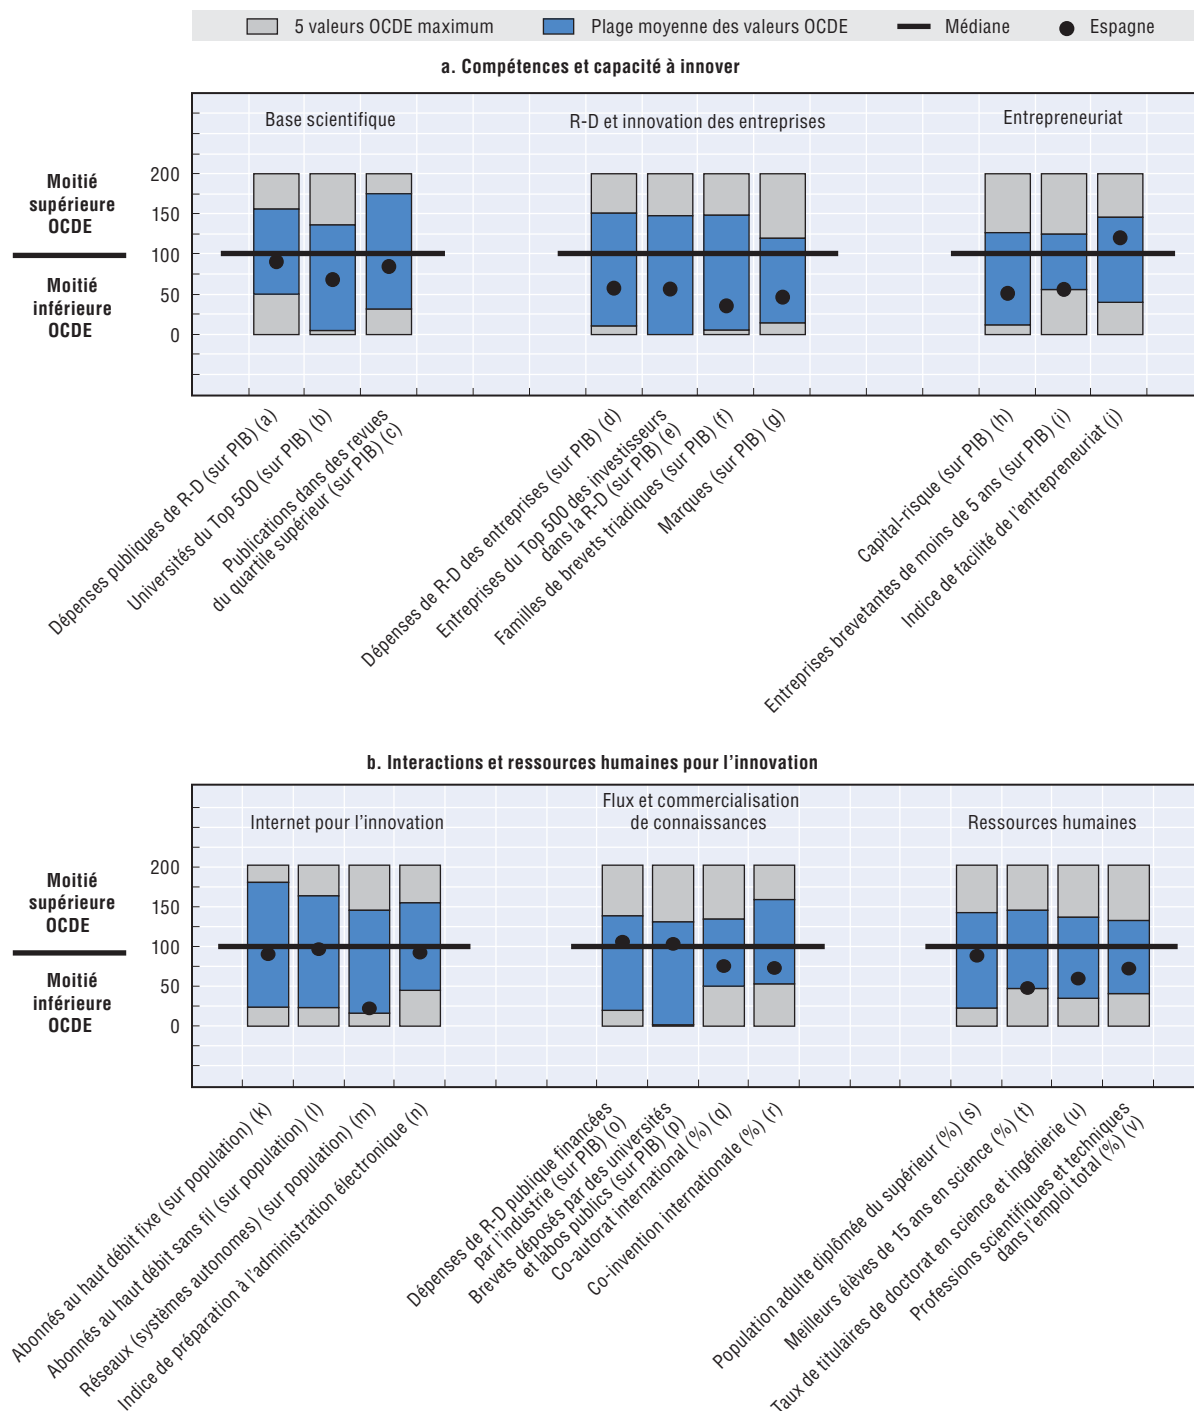 5 valeurs OCDE maximum
Plage moyenne des valeurs OCDE
Médiane
Espagne
a. Compétences et capacité à innover
Base scientifique
R-D et innovation des entreprises
Entrepreneuriat
Moitié
supérieure
OCDE
Moitié
inférieure
OCDE
200
150
100
50
0
Dépenses publiques de R-D (sur PIB) (a)
Universités du Top 500 (sur PIB) (b)
Publications dans des revues
du quartile supérieur (sur PIB) (c)
Dépenses de R-D des entreprises (sur PIB) (d)
Entreprises du Top 500 des investisseurs
dans la R-D (sur PIB) (e)
Familles de brevets triadiques (sur PIB) (f)
Marques (sur PIB) (g)
Capital-risque (sur PIB) (h)
Entreprises brevetantes de moins de 5 ans (sur PIB) (i)
Indice de facilité de l'entrepreneuriat (j)
b. Interactions et ressources humaines pour l'innovation
Internet pour l'innovation
Flux et commercialisation
de connaissances
Ressources humaines
Moitié
supérieure
OCDE
Moitié
inférieure
OCDE
200
150
100
50
0
Abonnés au haut débit fixe (sur population) (k)
Abonnés au haut débit sans fil (sur population) (l)
Réseaux (systèmes autonomes) (sur population) (m)
Indice de préparation à l'administration électronique (n)
Dépenses de R-D publique financées
par l'industrie (sur PIB) (o)
Brevets déposés par des universités
et labos publics (sur PIB) (p)
Co-autorat international (%) (q)
Co-invention internationale (%) (r)
Population adulte diplômée du supérieur (%) (s)
Meilleurs élèves de 15 ans en science (%) (t)
Taux de titulaires de doctorat en science et ingénierie (u)
Professions scientifiques et techniques
dans l'emploi total (%) (v)